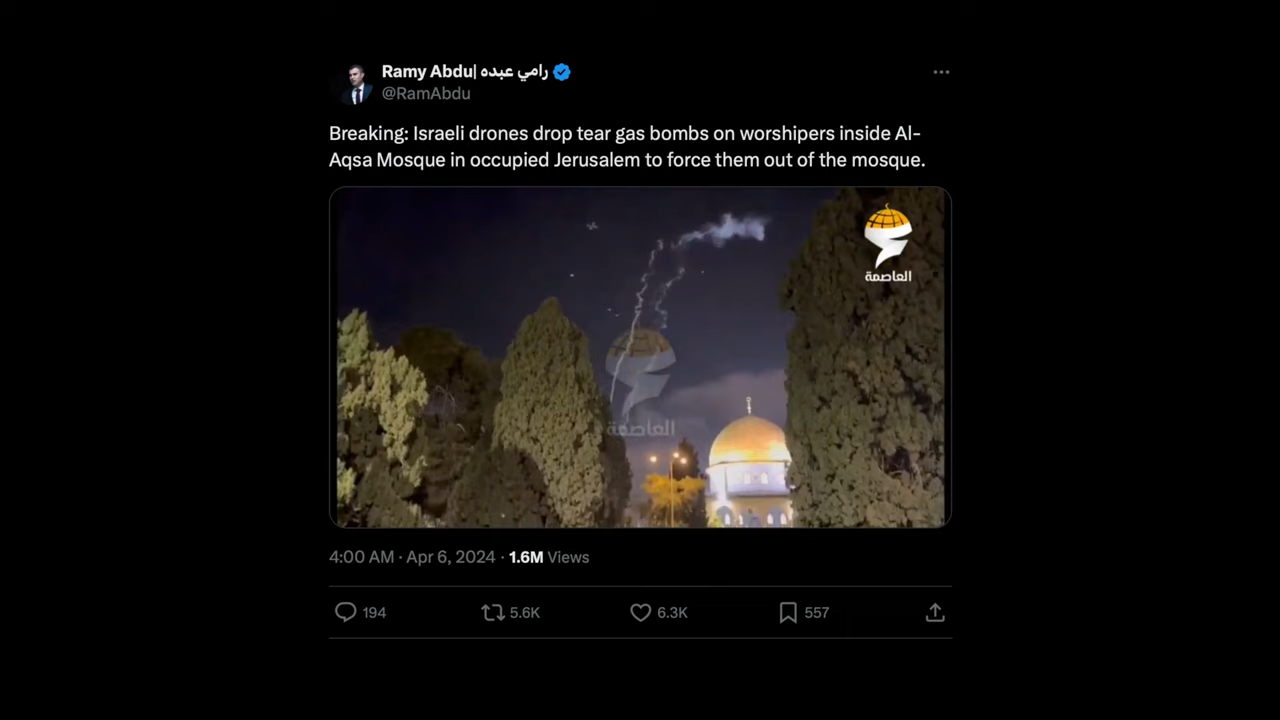 Ramy Abdu| رامي عبده
@RamAbdu
Breaking: Israeli drones drop tear gas bombs on worshipers inside Al-
Aqsa Mosque in occupied Jerusalem to force them out of the mosque.
العاصمة
العاصمة
4:00 AM · Apr 6, 2024 · 1.6M Views
194 5.6K 6.3K 557